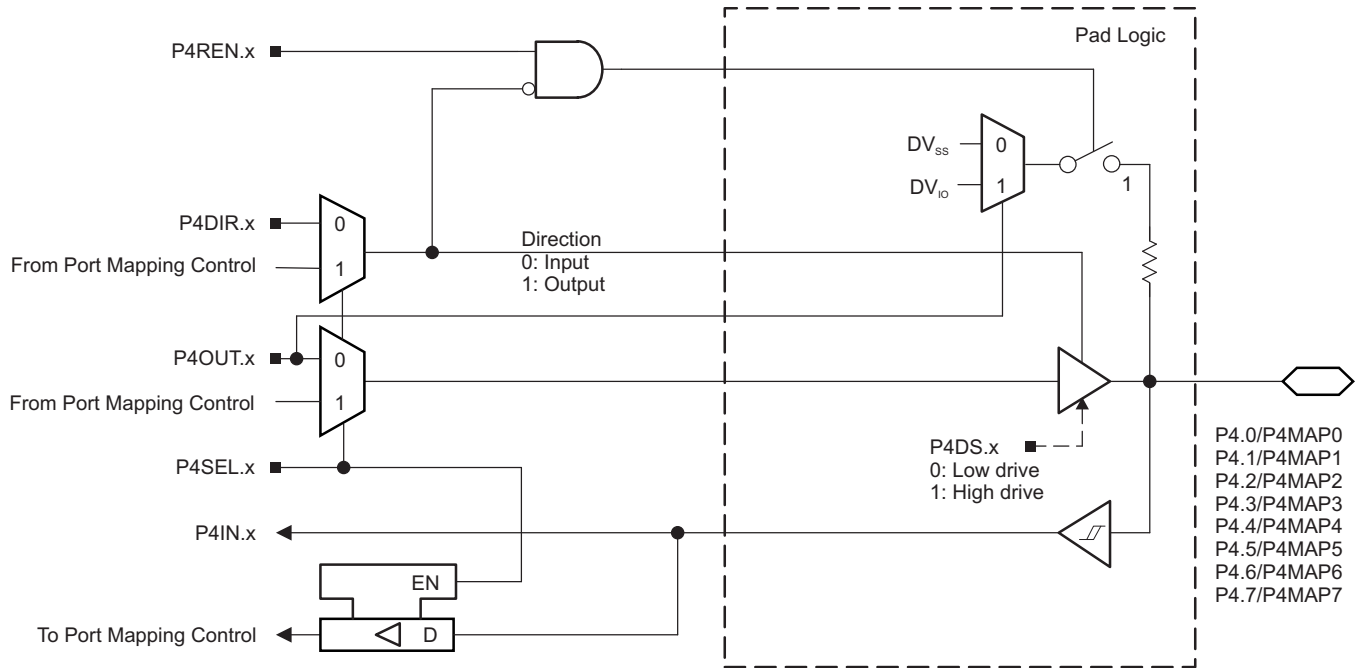 Pad Logic
P4REN.x
DVSS
0
DVIO
1
1
P4DIR.x
0
From Port Mapping Control
1
Direction
0: Input
1: Output
P4OUT.x
0
From Port Mapping Control
1
P4SEL.x
P4DS.x
0: Low drive
1: High drive
P4.0/P4MAP0
P4.1/P4MAP1
P4.2/P4MAP2
P4.3/P4MAP3
P4.4/P4MAP4
P4.5/P4MAP5
P4.6/P4MAP6
P4.7/P4MAP7
P4IN.x
EN
To Port Mapping Control
D